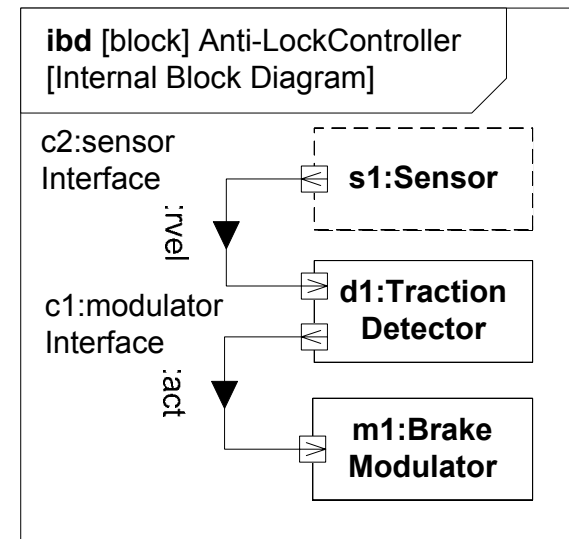 ibd [block] Anti-LockController
[Internal Block Diagram]
c2:sensor
Interface
s1:Sensor
:rvel
d1:Traction
Detector
c1:modulator
Interface
:act
m1:Brake
Modulator